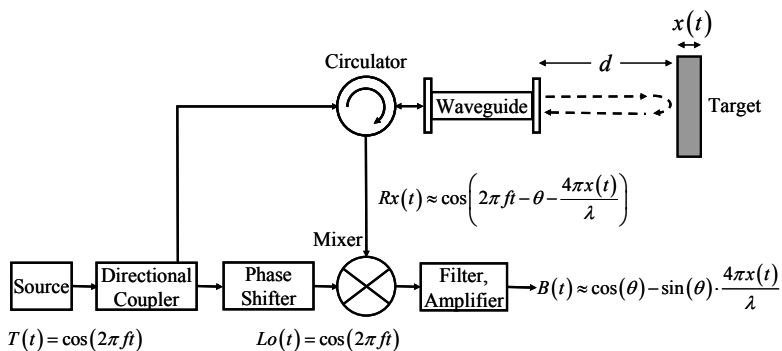 x(t)
Circulator
d
Waveguide
Target
Rx(t) ≈ cos(2πft − θ − 4πx(t)/λ)
Mixer
Source
Directional
Coupler
Phase
Shifter
Filter,
Amplifier
B(t) ≈ cos(θ) − sin(θ) · 4πx(t)/λ
T(t) = cos(2πft)
Lo(t) = cos(2πft)